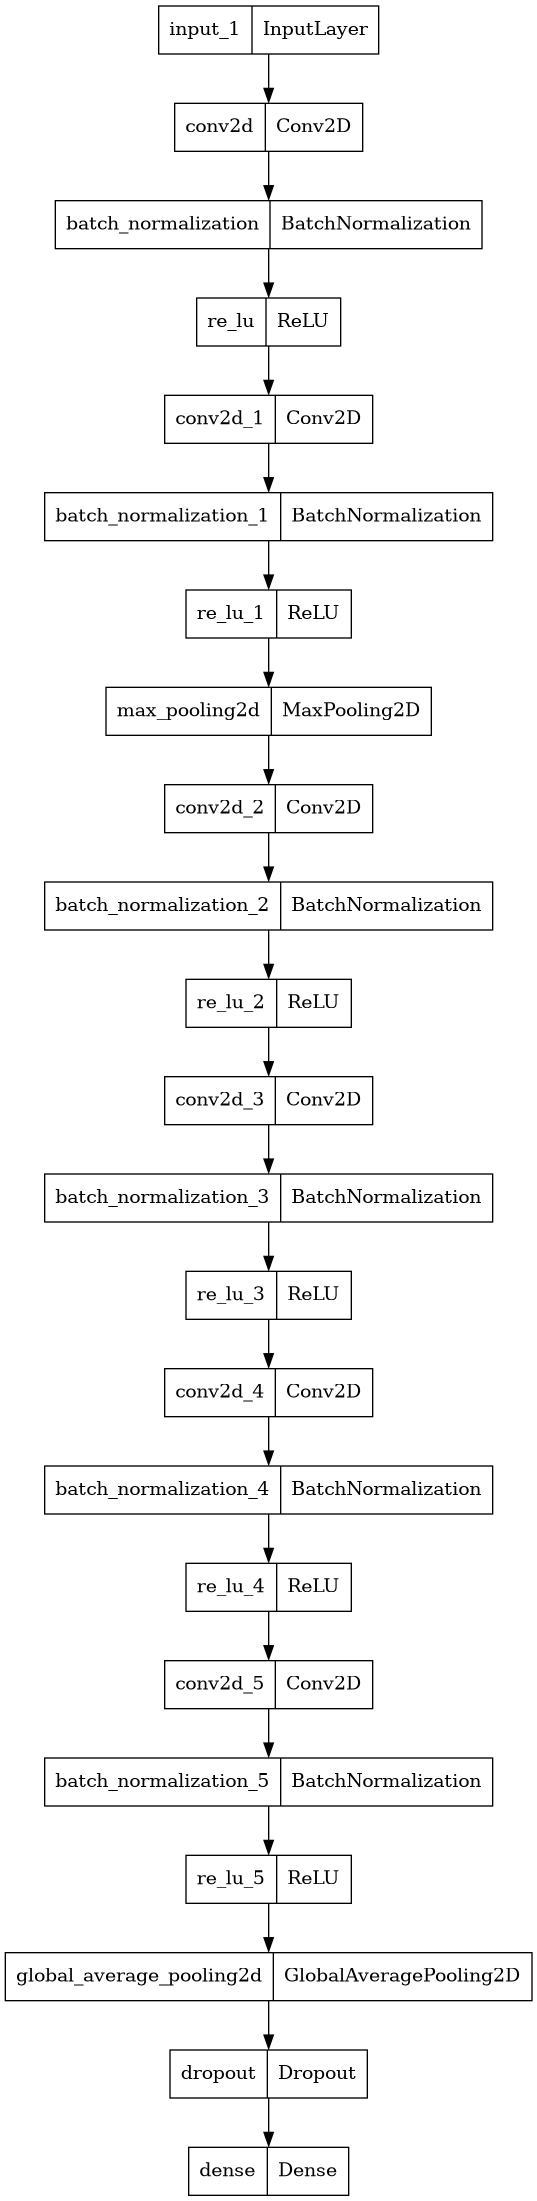 input_1 InputLayer
conv2d Conv2D
batch_normalization BatchNormalization
re_lu ReLU
conv2d_1 Conv2D
batch_normalization_1 BatchNormalization
re_lu_1 ReLU
max_pooling2d MaxPooling2D
conv2d_2 Conv2D
batch_normalization_2 BatchNormalization
re_lu_2 ReLU
conv2d_3 Conv2D
batch_normalization_3 BatchNormalization
re_lu_3 ReLU
conv2d_4 Conv2D
batch_normalization_4 BatchNormalization
re_lu_4 ReLU
conv2d_5 Conv2D
batch_normalization_5 BatchNormalization
re_lu_5 ReLU
global_average_pooling2d GlobalAveragePooling2D
dropout Dropout
dense Dense